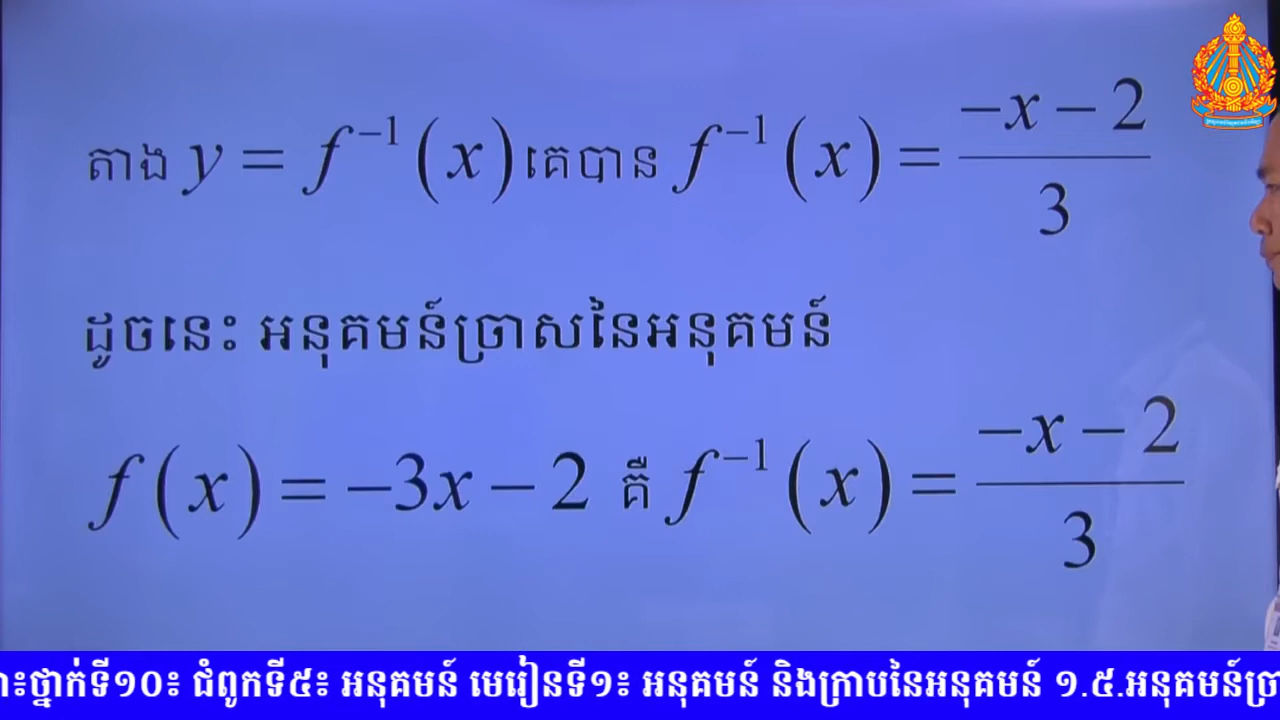 តាង y = f⁻¹(x) គេបាន f⁻¹(x) = (-x - 2)/3
ដូចនេះ អនុគមន៍ច្រាសនៃអនុគមន៍
f(x) = -3x - 2 គឺ f⁻¹(x) = (-x - 2)/3
ថ្នាក់ទី១០៖ ជំពូកទី៥៖ អនុគមន៍ មេរៀនទី១៖ អនុគមន៍ និងក្រាបនៃអនុគមន៍ ១.៥.អនុគមន៍ច្រា